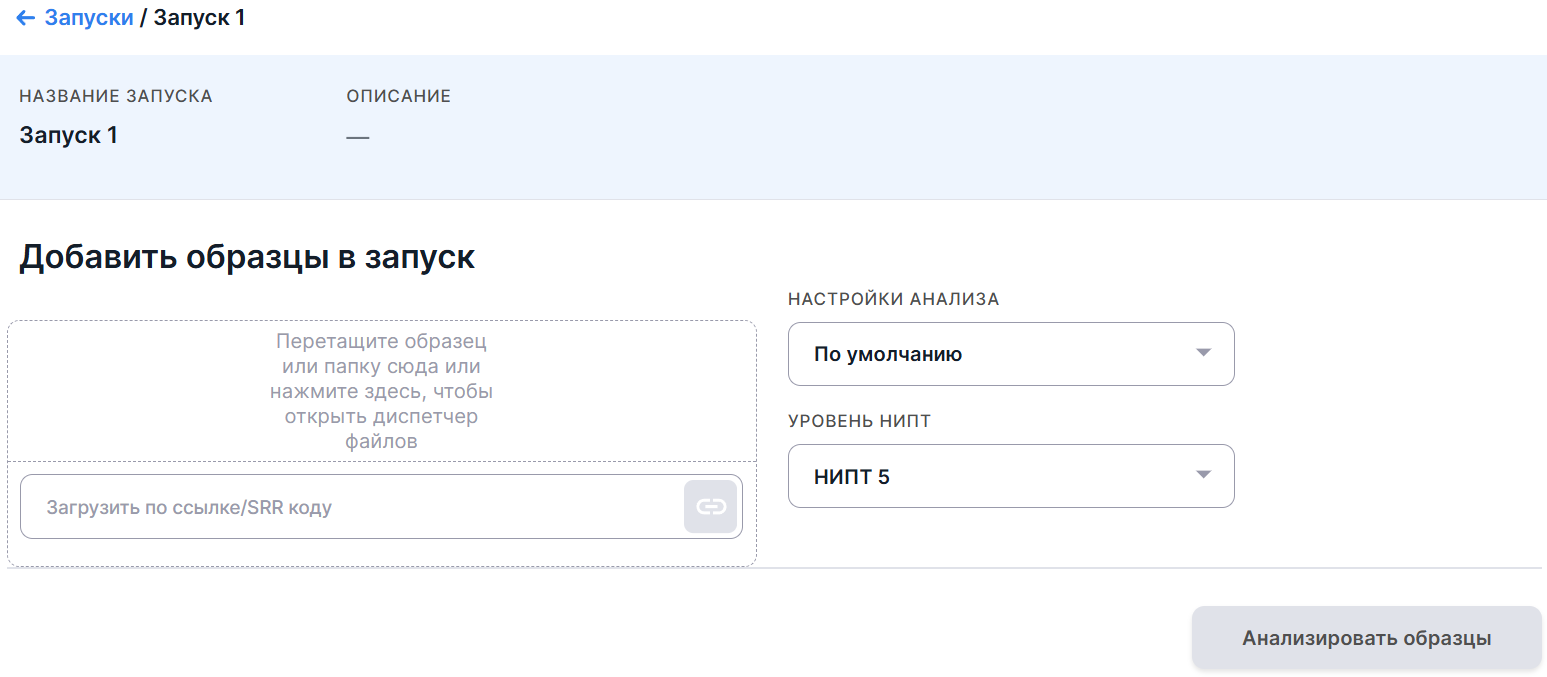 Запуски / Запуск 1
НАЗВАНИЕ ЗАПУСКА
Запуск 1
ОПИСАНИЕ
—
Добавить образцы в запуск
Перетащите образец
или папку сюда или
нажмите здесь, чтобы
открыть диспетчер
файлов
Загрузить по ссылке/SRR коду
НАСТРОЙКИ АНАЛИЗА
По умолчанию
УРОВЕНЬ НИПТ
НИПТ 5
Анализировать образцы